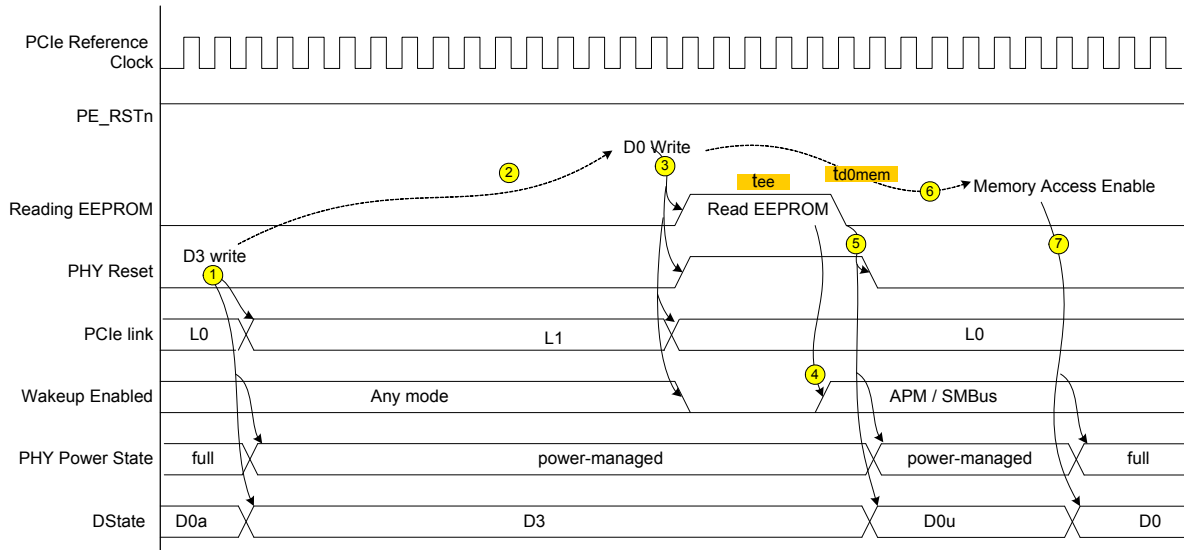 PCIe Reference
Clock
PE_RSTn
D0 Write
2
3
tee
td0mem
6
Memory Access Enable
Reading EEPROM
Read EEPROM
D3 write
5
7
PHY Reset
1
PCIe link
L0
L1
L0
4
Wakeup Enabled
Any mode
APM / SMBus
PHY Power State
full
power-managed
power-managed
full
DState
D0a
D3
D0u
D0